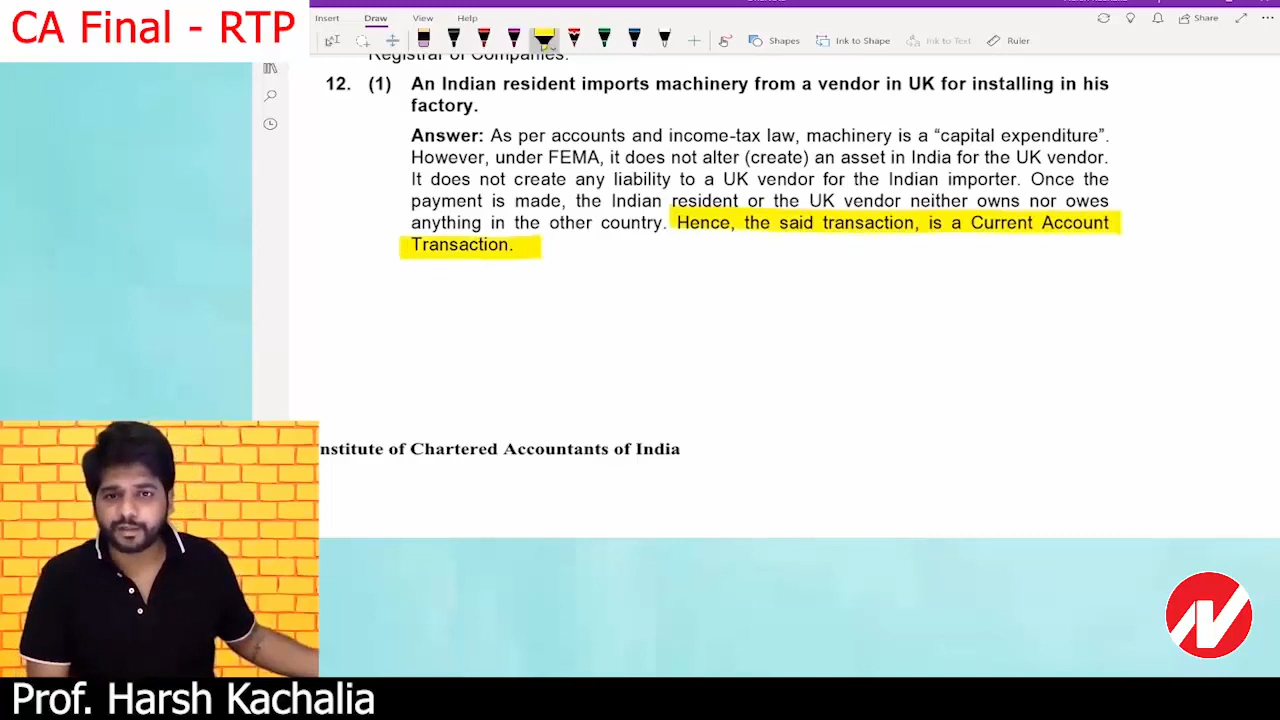 CA Final - RTP
Insert Draw View Help
Share
Shapes Ink to Shape Ink to Text Ruler
Registrar of Companies.
12. (1) An Indian resident imports machinery from a vendor in UK for installing in his
factory.
Answer: As per accounts and income-tax law, machinery is a “capital expenditure”.
However, under FEMA, it does not alter (create) an asset in India for the UK vendor.
It does not create any liability to a UK vendor for the Indian importer. Once the
payment is made, the Indian resident or the UK vendor neither owns nor owes
anything in the other country. Hence, the said transaction, is a Current Account
Transaction.
nstitute of Chartered Accountants of India
Prof. Harsh Kachalia